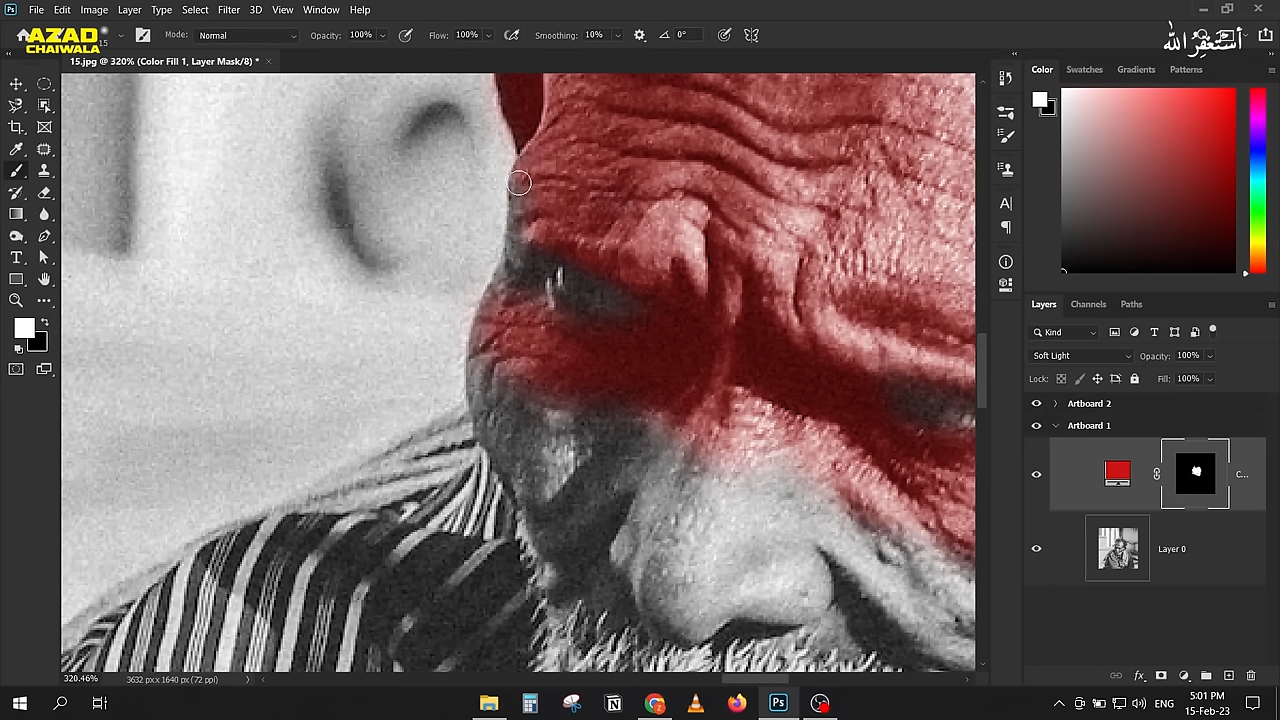 File Edit Image Layer Type Select Filter 3D View Window Help
AZAD
CHAIWALA
15
Mode: Normal Opacity: 100% Flow: 100% Smoothing: 10% 0°
أستغفر الله
15.jpg @ 320% (Color Fill 1, Layer Mask/8) *
Color Swatches Gradients Patterns
Layers Channels Paths
Kind
Soft Light Opacity: 100%
Lock: Fill: 100%
Artboard 2
Artboard 1
C...
Layer 0
320.46% 3632 px x 1640 px (72 ppi)
ENG
5:01 PM
15-Feb-23